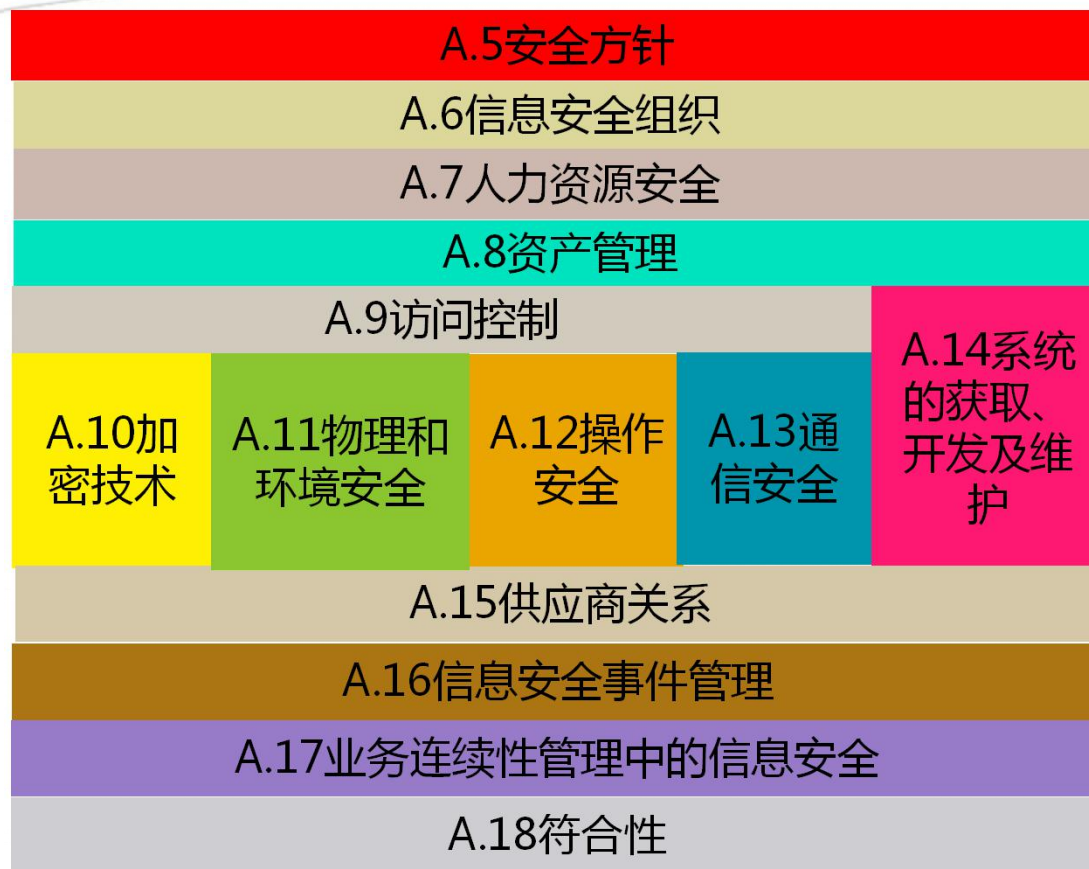 A.5安全方针
A.6信息安全组织
A.7人力资源安全
A.8资产管理
A.9访问控制
A.14系统
的获取、
开发及维
护
A.10加
密技术
A.11物理和
环境安全
A.12操作
安全
A.13通
信安全
A.15供应商关系
A.16信息安全事件管理
A.17业务连续性管理中的信息安全
A.18符合性